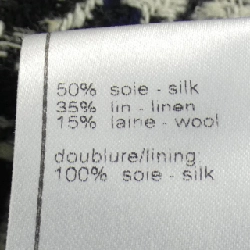 50% soie - silk
35% lin - linen
15% laine - wool
doublure/lining:
100% soie - silk